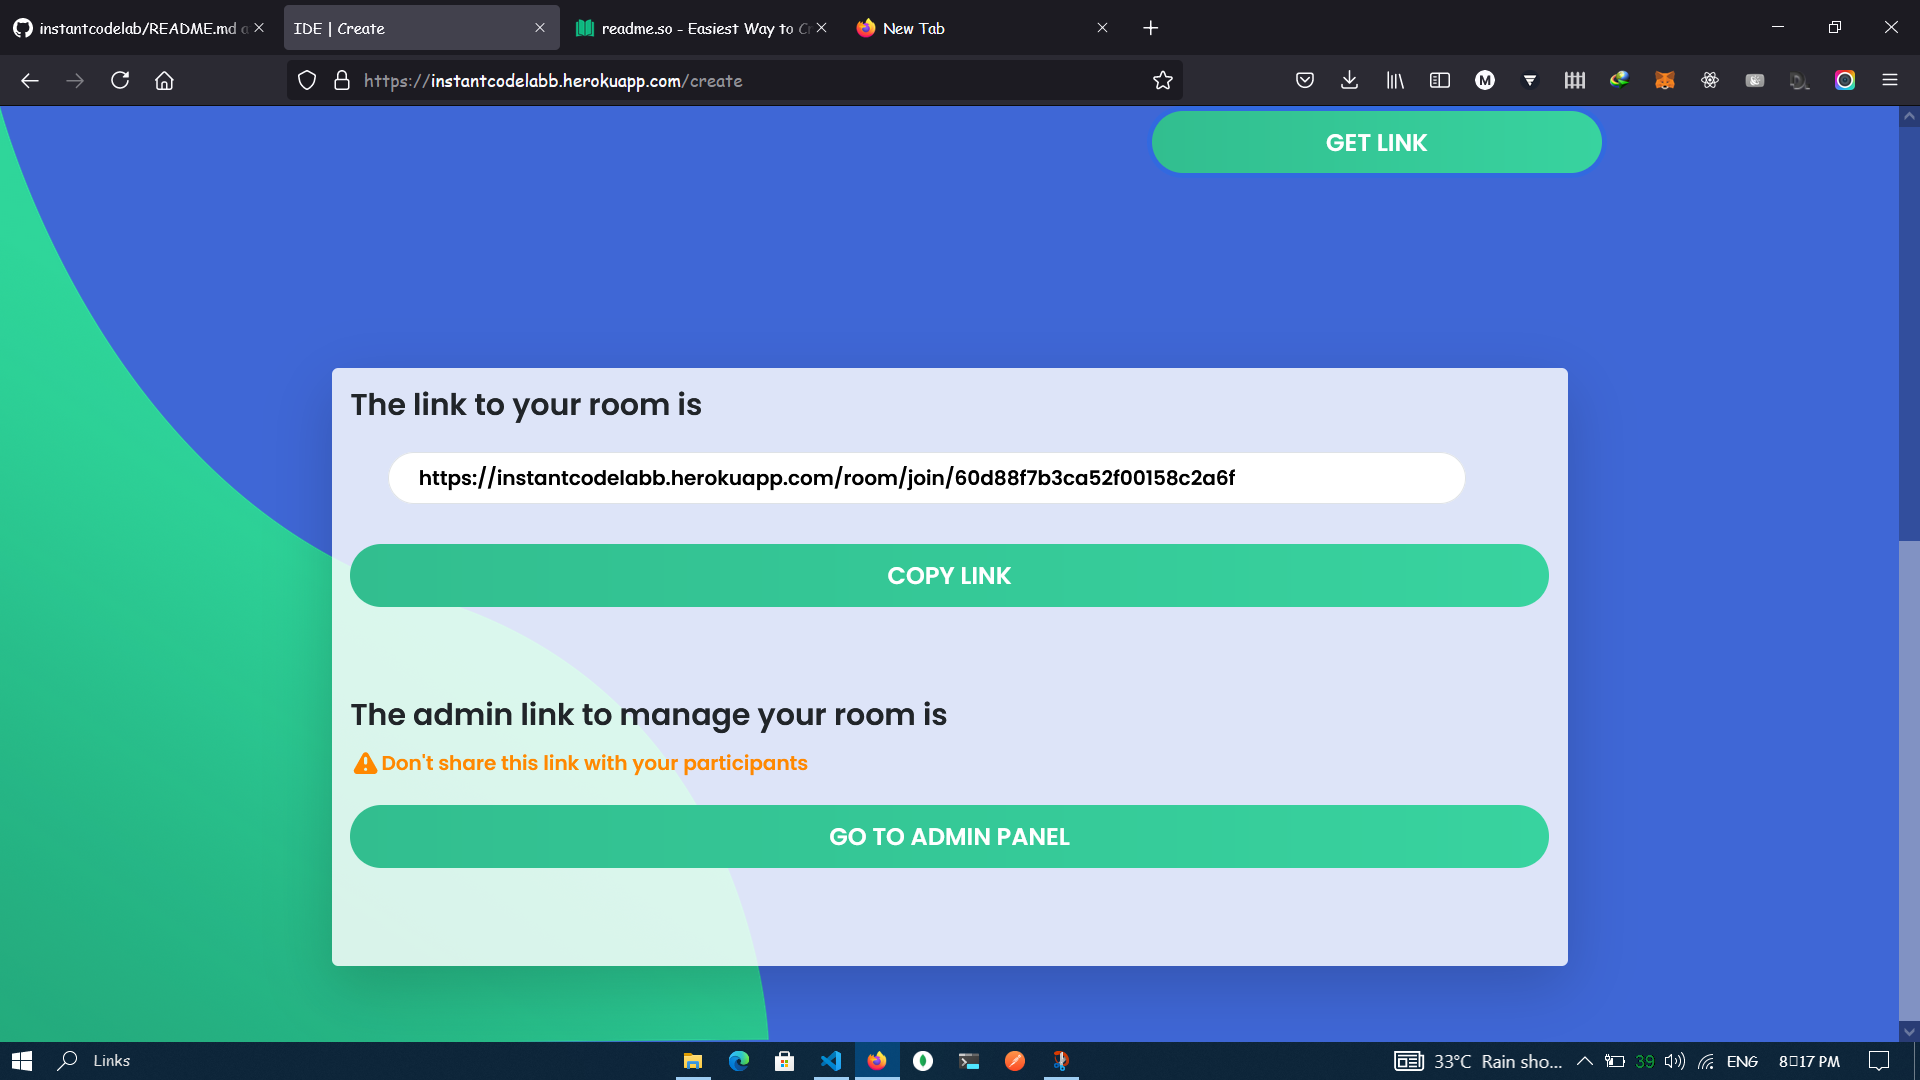 instantcodelab/README.md a
IDE | Create
readme.so - Easiest Way to Cr
New Tab
https://instantcodelabb.herokuapp.com/create
GET LINK
The link to your room is
https://instantcodelabb.herokuapp.com/room/join/60d88f7b3ca52f00158c2a6f
COPY LINK
The admin link to manage your room is
Don't share this link with your participants
GO TO ADMIN PANEL
Links
33°C Rain sho... 39 ENG 8▯17 PM